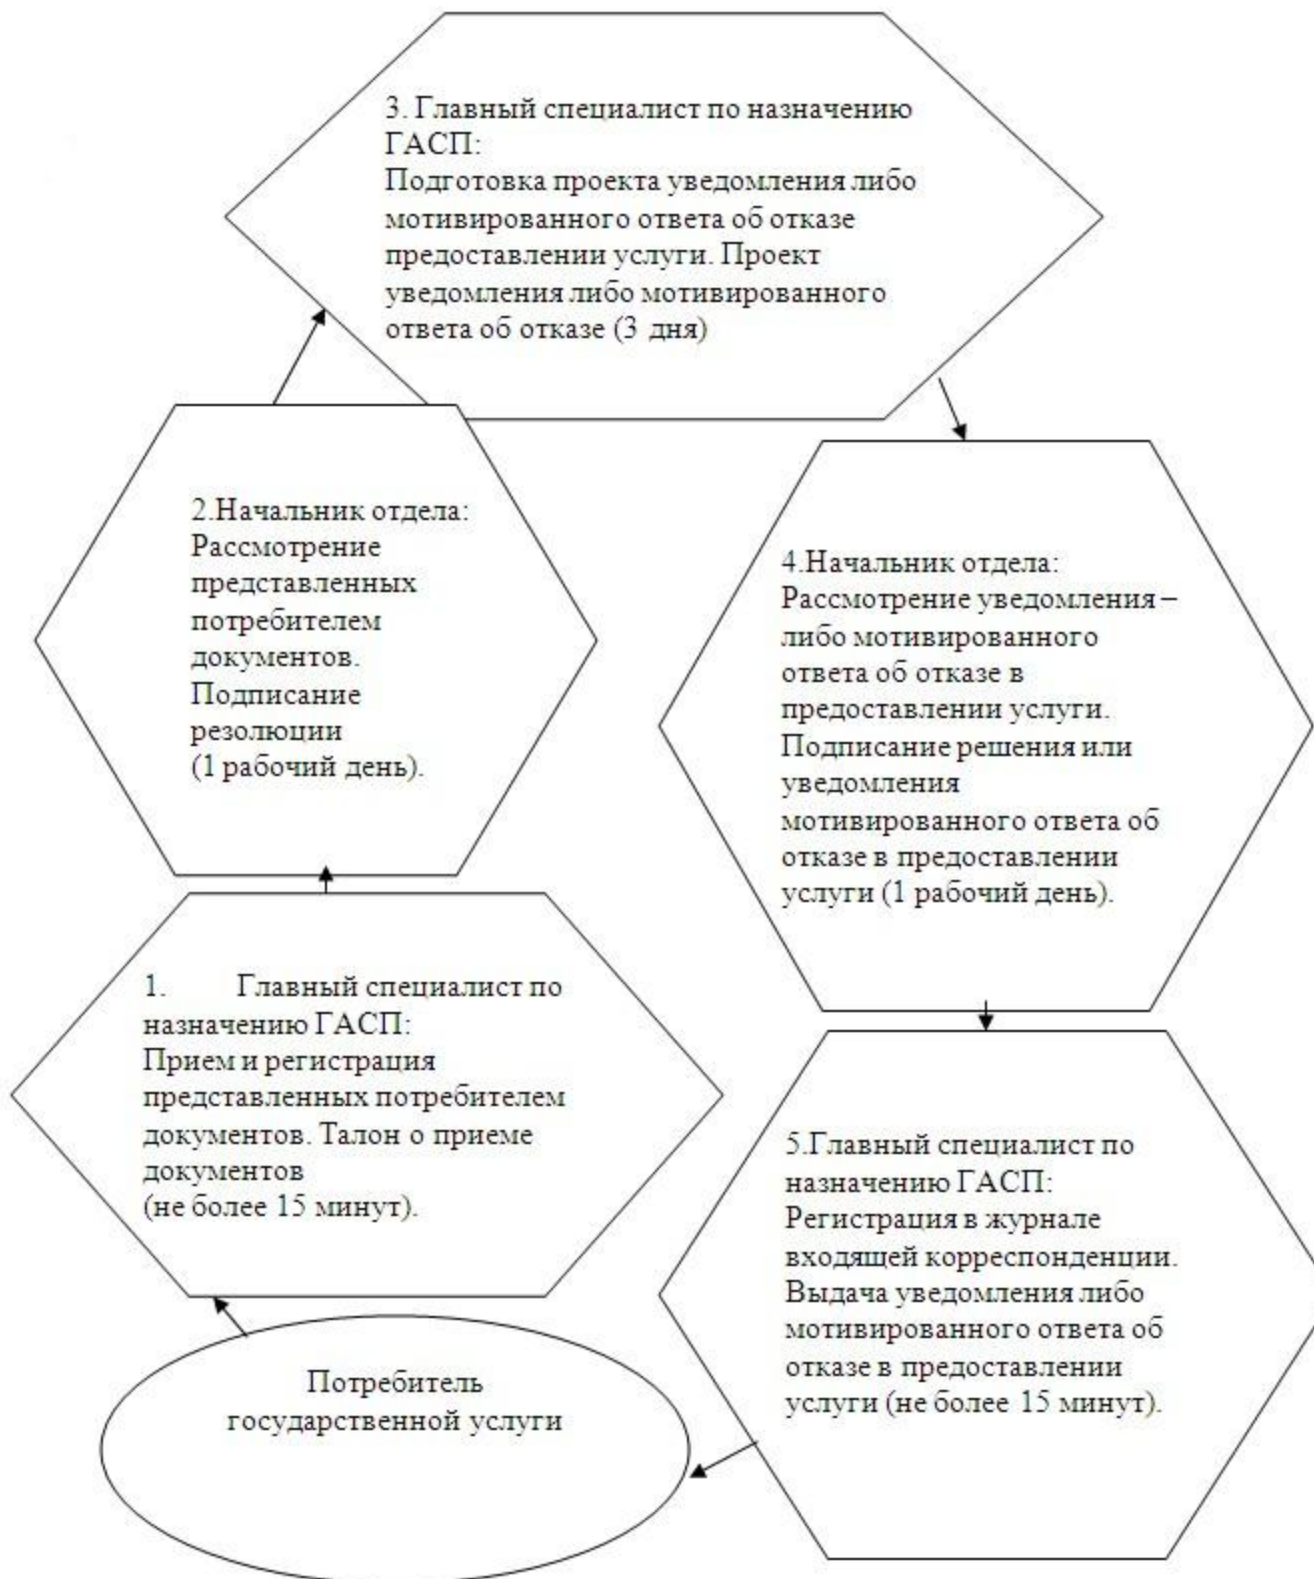 3. Главный специалист по назначению
ГАСП:
Подготовка проекта уведомления либо
мотивированного ответа об отказе
предоставлении услуги. Проект
уведомления либо мотивированного
ответа об отказе (3 дня)
2.Начальник отдела:
Рассмотрение
представленных
потребителем
документов.
Подписание
резолюции
(1 рабочий день).
4.Начальник отдела:
Рассмотрение уведомления –
либо мотивированного
ответа об отказе в
предоставлении услуги.
Подписание решения или
уведомления
мотивированного ответа об
отказе в предоставлении
услуги (1 рабочий день).
1. Главный специалист по
назначению ГАСП:
Прием и регистрация
представленных потребителем
документов. Талон о приеме
документов
(не более 15 минут).
5.Главный специалист по
назначению ГАСП:
Регистрация в журнале
входящей корреспонденции.
Выдача уведомления либо
мотивированного ответа об
отказе в предоставлении
услуги (не более 15 минут).
Потребитель
государственной услуги